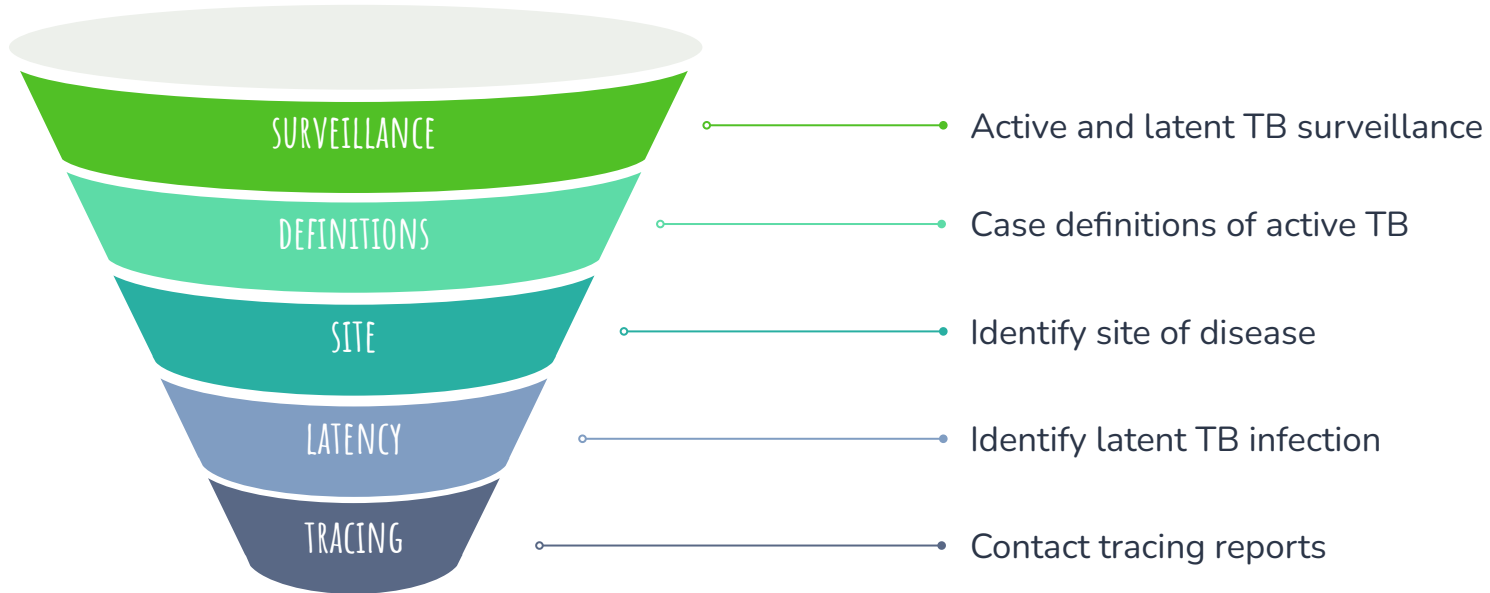 SURVEILLANCE
Active and latent TB surveillance
DEFINITIONS
Case definitions of active TB
SITE
Identify site of disease
LATENCY
Identify latent TB infection
TRACING
Contact tracing reports